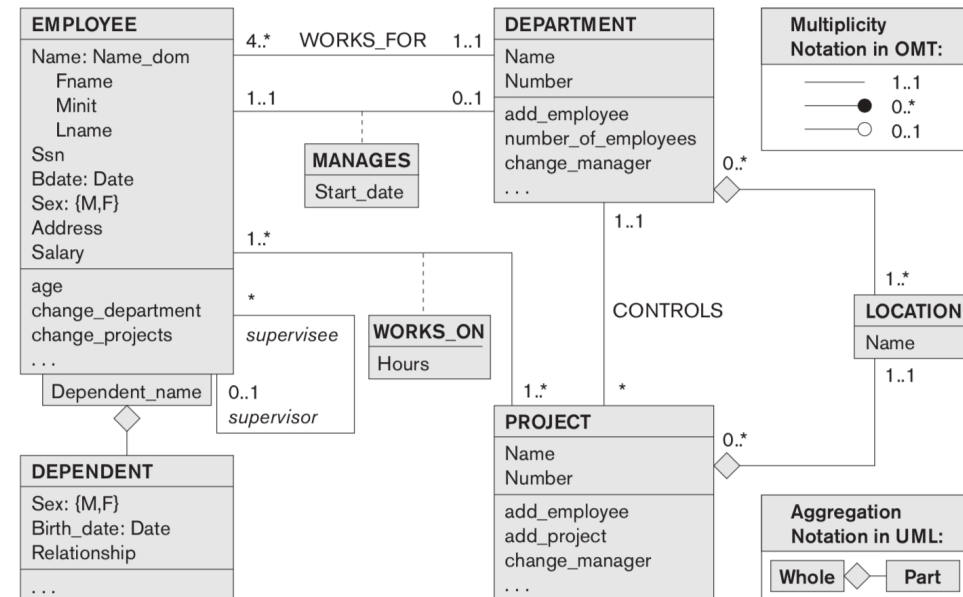 EMPLOYEE
Name: Name_dom
Fname
Minit
Lname
Ssn
Bdate: Date
Sex: {M,F}
Address
Salary
age
change_department
change_projects
. . .
Dependent_name
DEPENDENT
Sex: {M,F}
Birth_date: Date
Relationship
. . .
4..*
WORKS_FOR
1..1
1..1
0..1
MANAGES
Start_date
1..*
*
supervisee
0..1
supervisor
WORKS_ON
Hours
1..*
DEPARTMENT
Name
Number
add_employee
number_of_employees
change_manager
. . .
0..*
1..1
CONTROLS
*
1..*
LOCATION
Name
1..1
0..*
PROJECT
Name
Number
add_employee
add_project
change_manager
. . .
Multiplicity
Notation in OMT:
1..1
0..*
0..1
Aggregation
Notation in UML:
Whole
Part